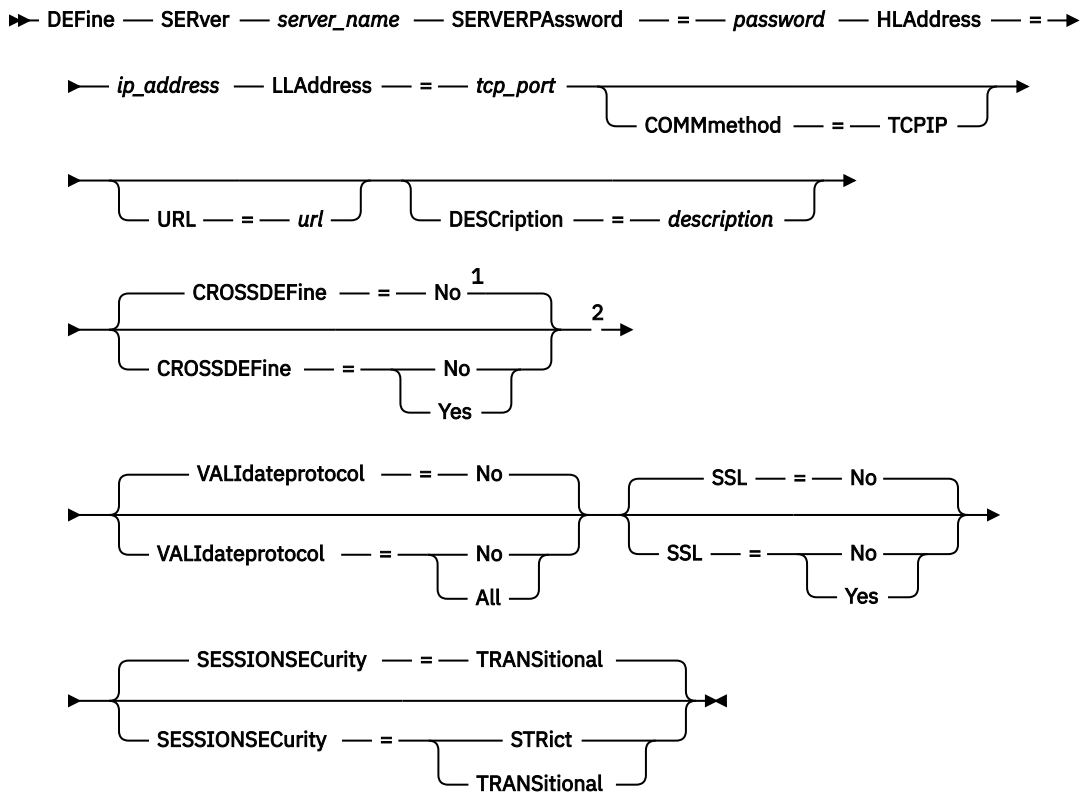 DEFine SERver server_name SERVERPAssword = password HLAddress =
ip_address LLAddress = tcp_port
COMMmethod = TCPIP
URL = url DESCription = description
CROSSDEFine = No 1
2
CROSSDEFine = No
Yes
VALIdateprotocol = No SSL = No
VALIdateprotocol = No SSL = No
All Yes
SESSIONSECurity = TRANSitional
SESSIONSECurity = STRict
TRANSitional